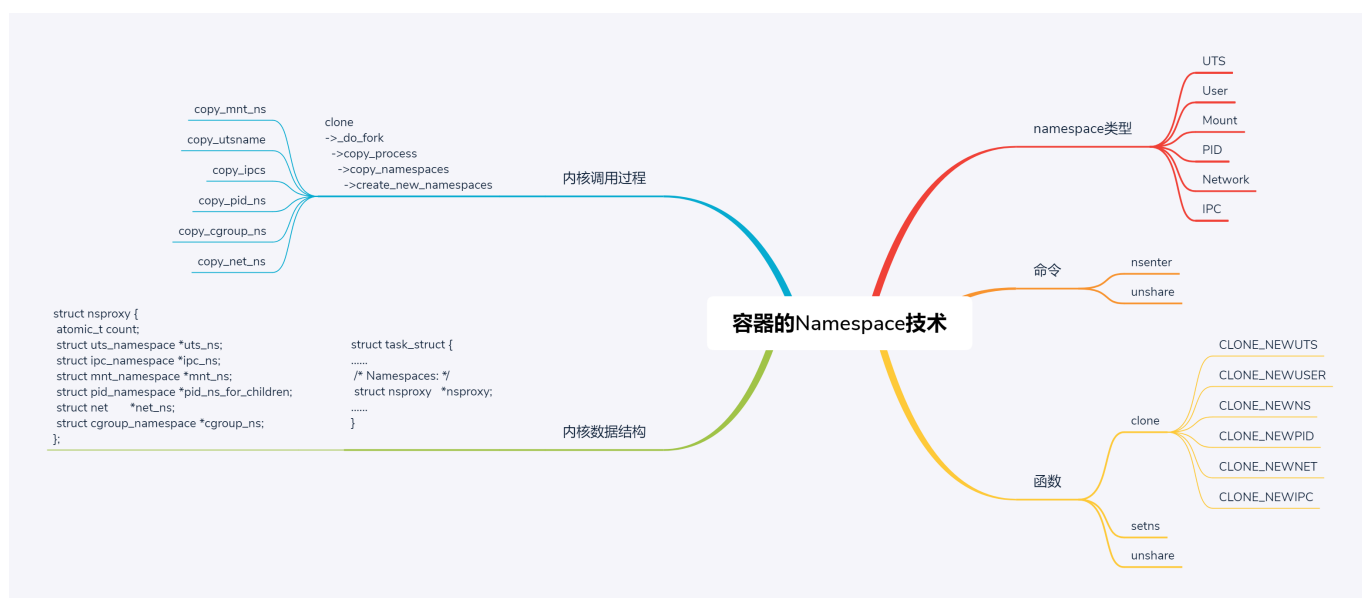 容器的Namespace技术
namespace类型
UTS
User
Mount
PID
Network
IPC
命令
nsenter
unshare
函数
clone
CLONE_NEWUTS
CLONE_NEWUSER
CLONE_NEWNS
CLONE_NEWPID
CLONE_NEWNET
CLONE_NEWIPC
setns
unshare
内核调用过程
clone
->_do_fork
->copy_process
->copy_namespaces
->create_new_namespaces
copy_mnt_ns
copy_utsname
copy_ipcs
copy_pid_ns
copy_cgroup_ns
copy_net_ns
内核数据结构
struct task_struct {
......
/* Namespaces: */
struct nsproxy *nsproxy;
......
}
struct nsproxy {
atomic_t count;
struct uts_namespace *uts_ns;
struct ipc_namespace *ipc_ns;
struct mnt_namespace *mnt_ns;
struct pid_namespace *pid_ns_for_children;
struct net *net_ns;
struct cgroup_namespace *cgroup_ns;
};